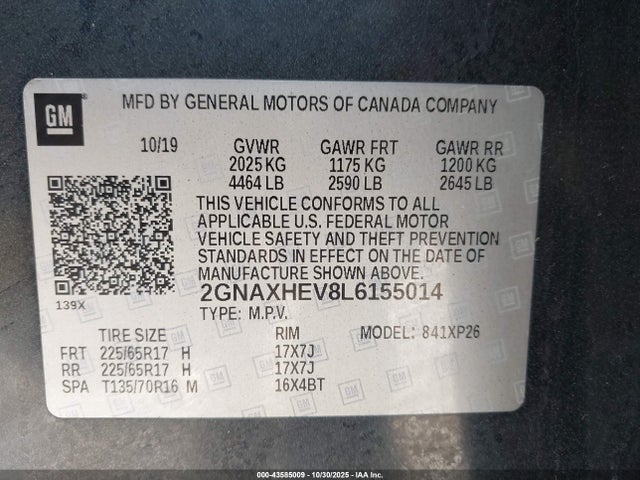 GM
MFD BY GENERAL MOTORS OF CANADA COMPANY
10/19 GVWR GAWR FRT GAWR RR
2025 KG 1175 KG 1200 KG
4464 LB 2590 LB 2645 LB
THIS VEHICLE CONFORMS TO ALL
APPLICABLE U.S. FEDERAL MOTOR
VEHICLE SAFETY AND THEFT PREVENTION
STANDARDS IN EFFECT ON THE DATE OF
MANUFACTURE SHOWN ABOVE.
2GNAXHEV8L6155014
139X
TYPE: M.P.V.
TIRE SIZE RIM MODEL: 841XP26
FRT 225/65R17 H 17X7J
RR 225/65R17 H 17X7J
SPA T135/70R16 M 16X4BT
000-43585009 | 10/30/2025 - IAA Inc.